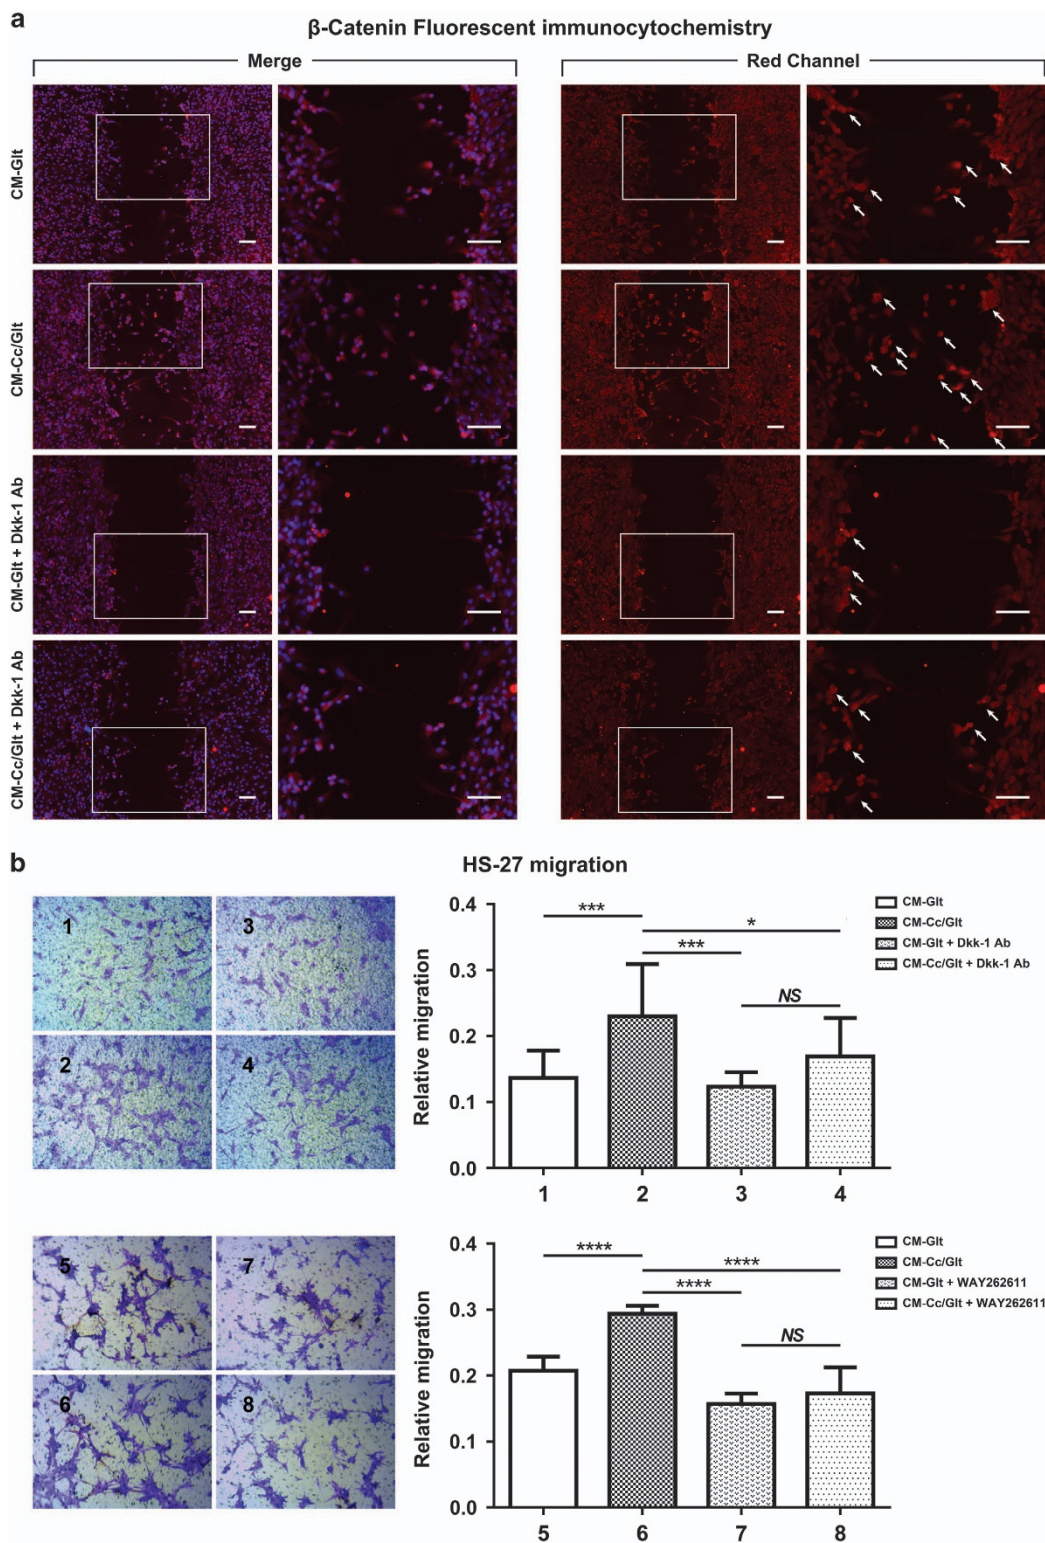 a
β-Catenin Fluorescent immunocytochemistry
Merge
Red Channel
CM-Glt
CM-Cc/Glt
CM-Glt + Dkk-1 Ab
CM-Cc/Glt + Dkk-1 Ab
b
HS-27 migration
1
3
2
4
Relative migration
0.4
0.3
0.2
0.1
0.0
***
*
***
NS
1
2
3
4
CM-Glt
CM-Cc/Glt
CM-Glt + Dkk-1 Ab
CM-Cc/Glt + Dkk-1 Ab
5
7
6
8
Relative migration
0.4
0.3
0.2
0.1
0.0
****
****
****
NS
5
6
7
8
CM-Glt
CM-Cc/Glt
CM-Glt + WAY262611
CM-Cc/Glt + WAY262611